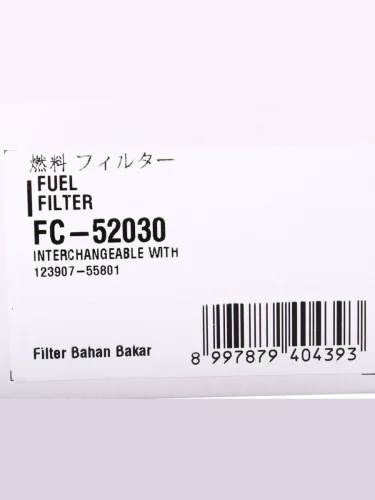 燃料 フィルター
FUEL
FILTER
FC-52030
INTERCHANGEABLE WITH
123907-55801
Filter Bahan Bakar
8 997879 404393